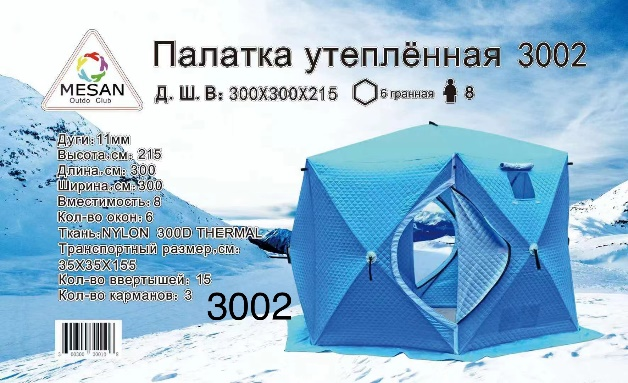 MESAN
Outdo Club
Палатка утеплённая 3002
Д. Ш. В: 300X300X215
6 гранная
8
Дуги: 11мм
Высота,см: 215
Длина,см: 300
Ширина,см: 300
Вместимость: 8
Кол-во окон: 6
Ткань:NYLON 300D THERMAL
Транспортный размер,см:
35X35X155
Кол-во ввертышей: 15
Кол-во карманов: 3
3002